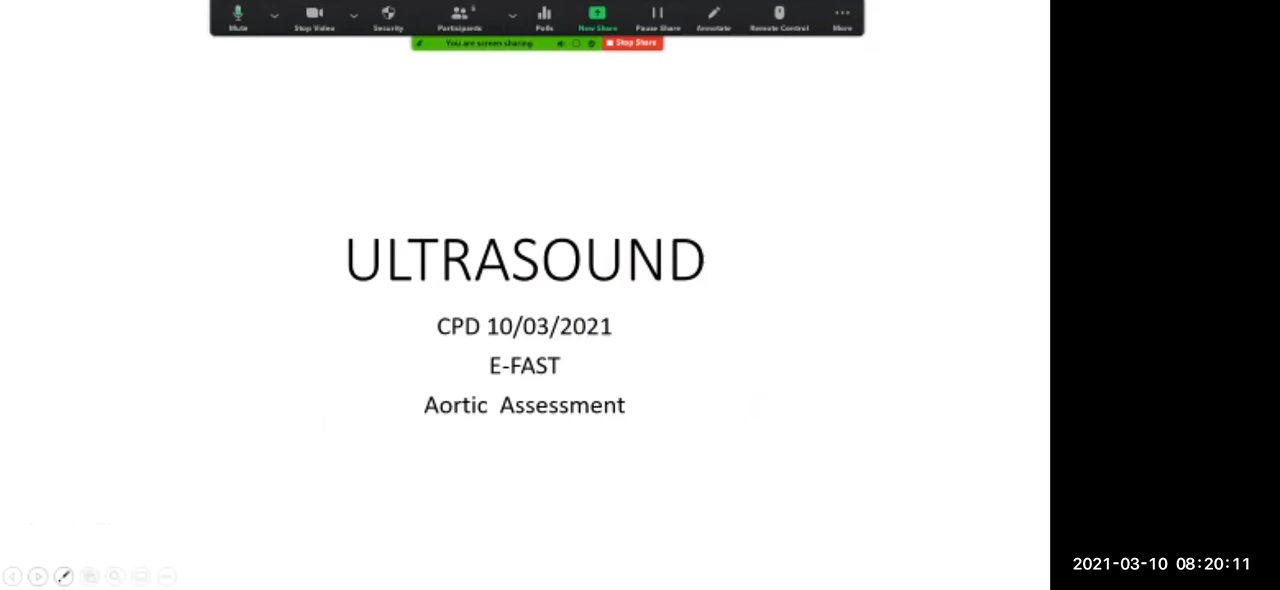 Mute
Stop Video
Security
Participants
Polls
New Share
Pause Share
Annotate
Remote Control
More
You are screen sharing
Stop Share
ULTRASOUND
CPD 10/03/2021
E-FAST
Aortic Assessment
2021-03-10 08:20:11